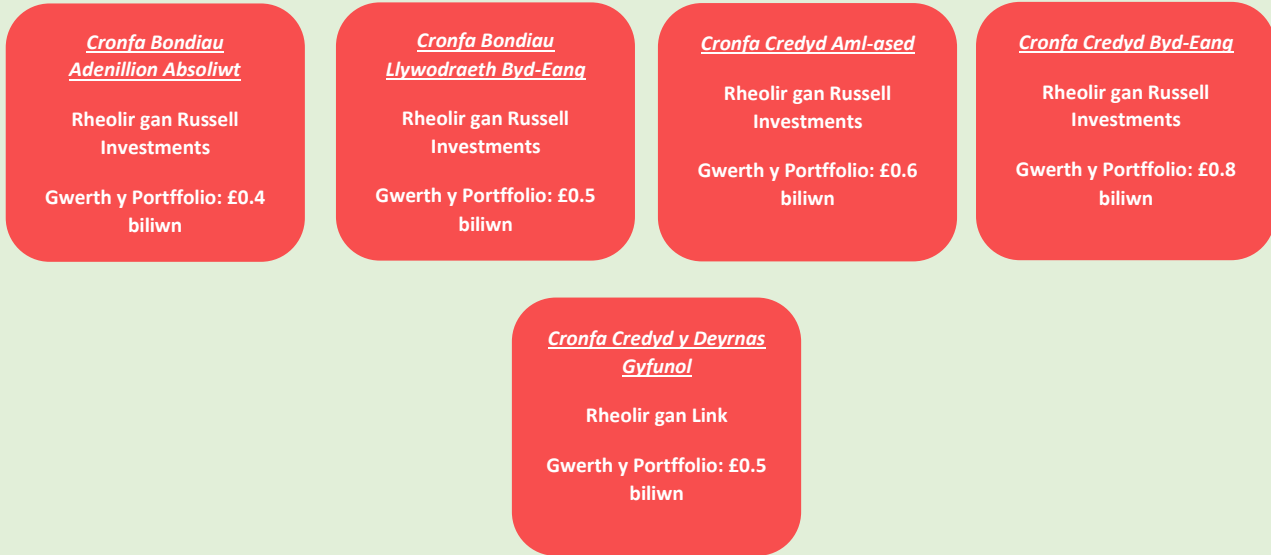 Cronfa Bondiau
Adenillion Absoliwt
Rheolir gan Russell
Investments
Gwerth y Portffolio: £0.4
biliwn
Cronfa Bondiau
Llywodraeth Byd-Eang
Rheolir gan Russell
Investments
Gwerth y Portffolio: £0.5
biliwn
Cronfa Credyd Aml-ased
Rheolir gan Russell
Investments
Gwerth y Portffolio: £0.6
biliwn
Cronfa Credyd Byd-Eang
Rheolir gan Russell
Investments
Gwerth y Portffolio: £0.8
biliwn
Cronfa Credyd y Deyrnas
Gyfunol
Rheolir gan Link
Gwerth y Portffolio: £0.5
biliwn